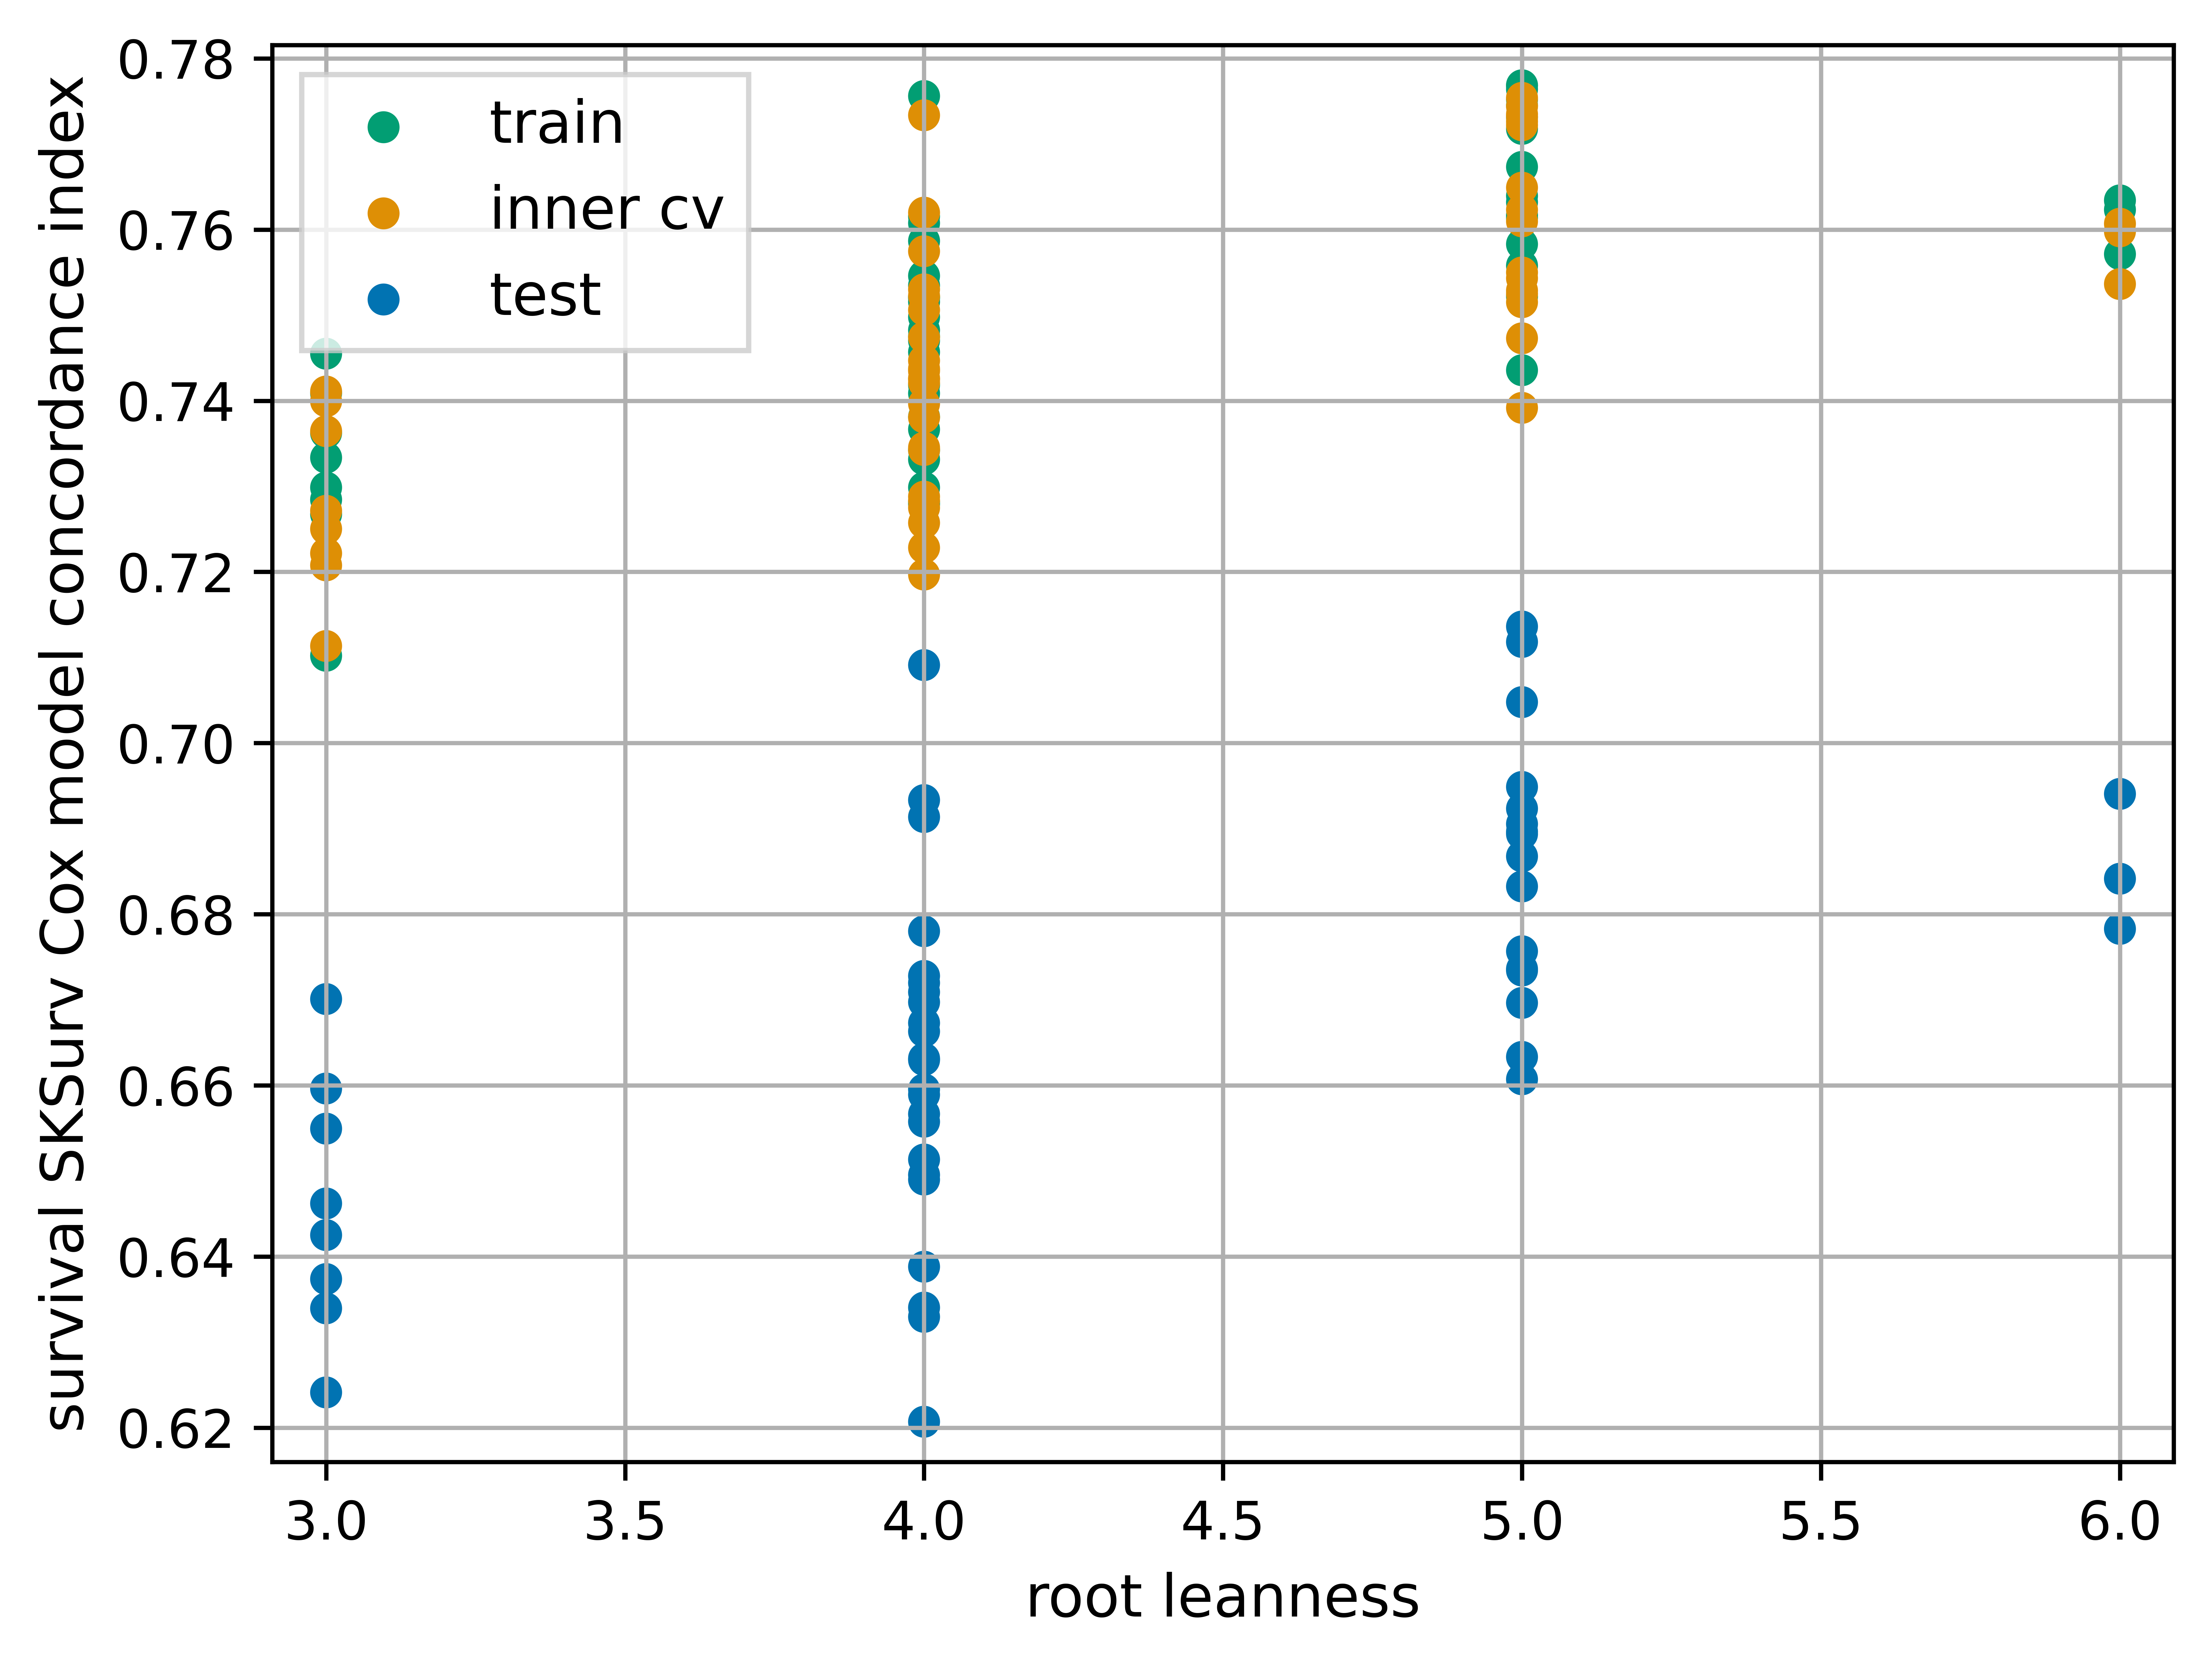 survival SKSurv Cox model concordance index
0.78
0.76
0.74
0.72
0.70
0.68
0.66
0.64
0.62
train
inner cv
test
3.0 3.5 4.0 4.5 5.0 5.5 6.0
root leanness